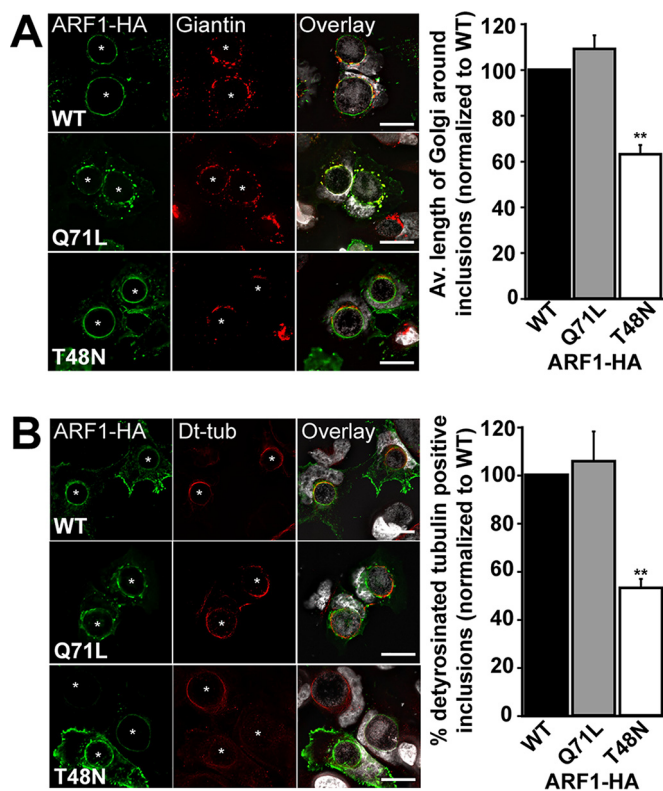 A
ARF1-HA Giantin Overlay
WT
Q71L
T48N
Av. length of Golgi around
inclusions (normalized to WT)
120
100
80
60
40
20
0
**
WT Q71L T48N
ARF1-HA
B
ARF1-HA Dt-tub Overlay
WT
Q71L
T48N
% detyrosinated tubulin positive
inclusions (normalized to WT)
120
100
80
60
40
20
0
**
WT Q71L T48N
ARF1-HA